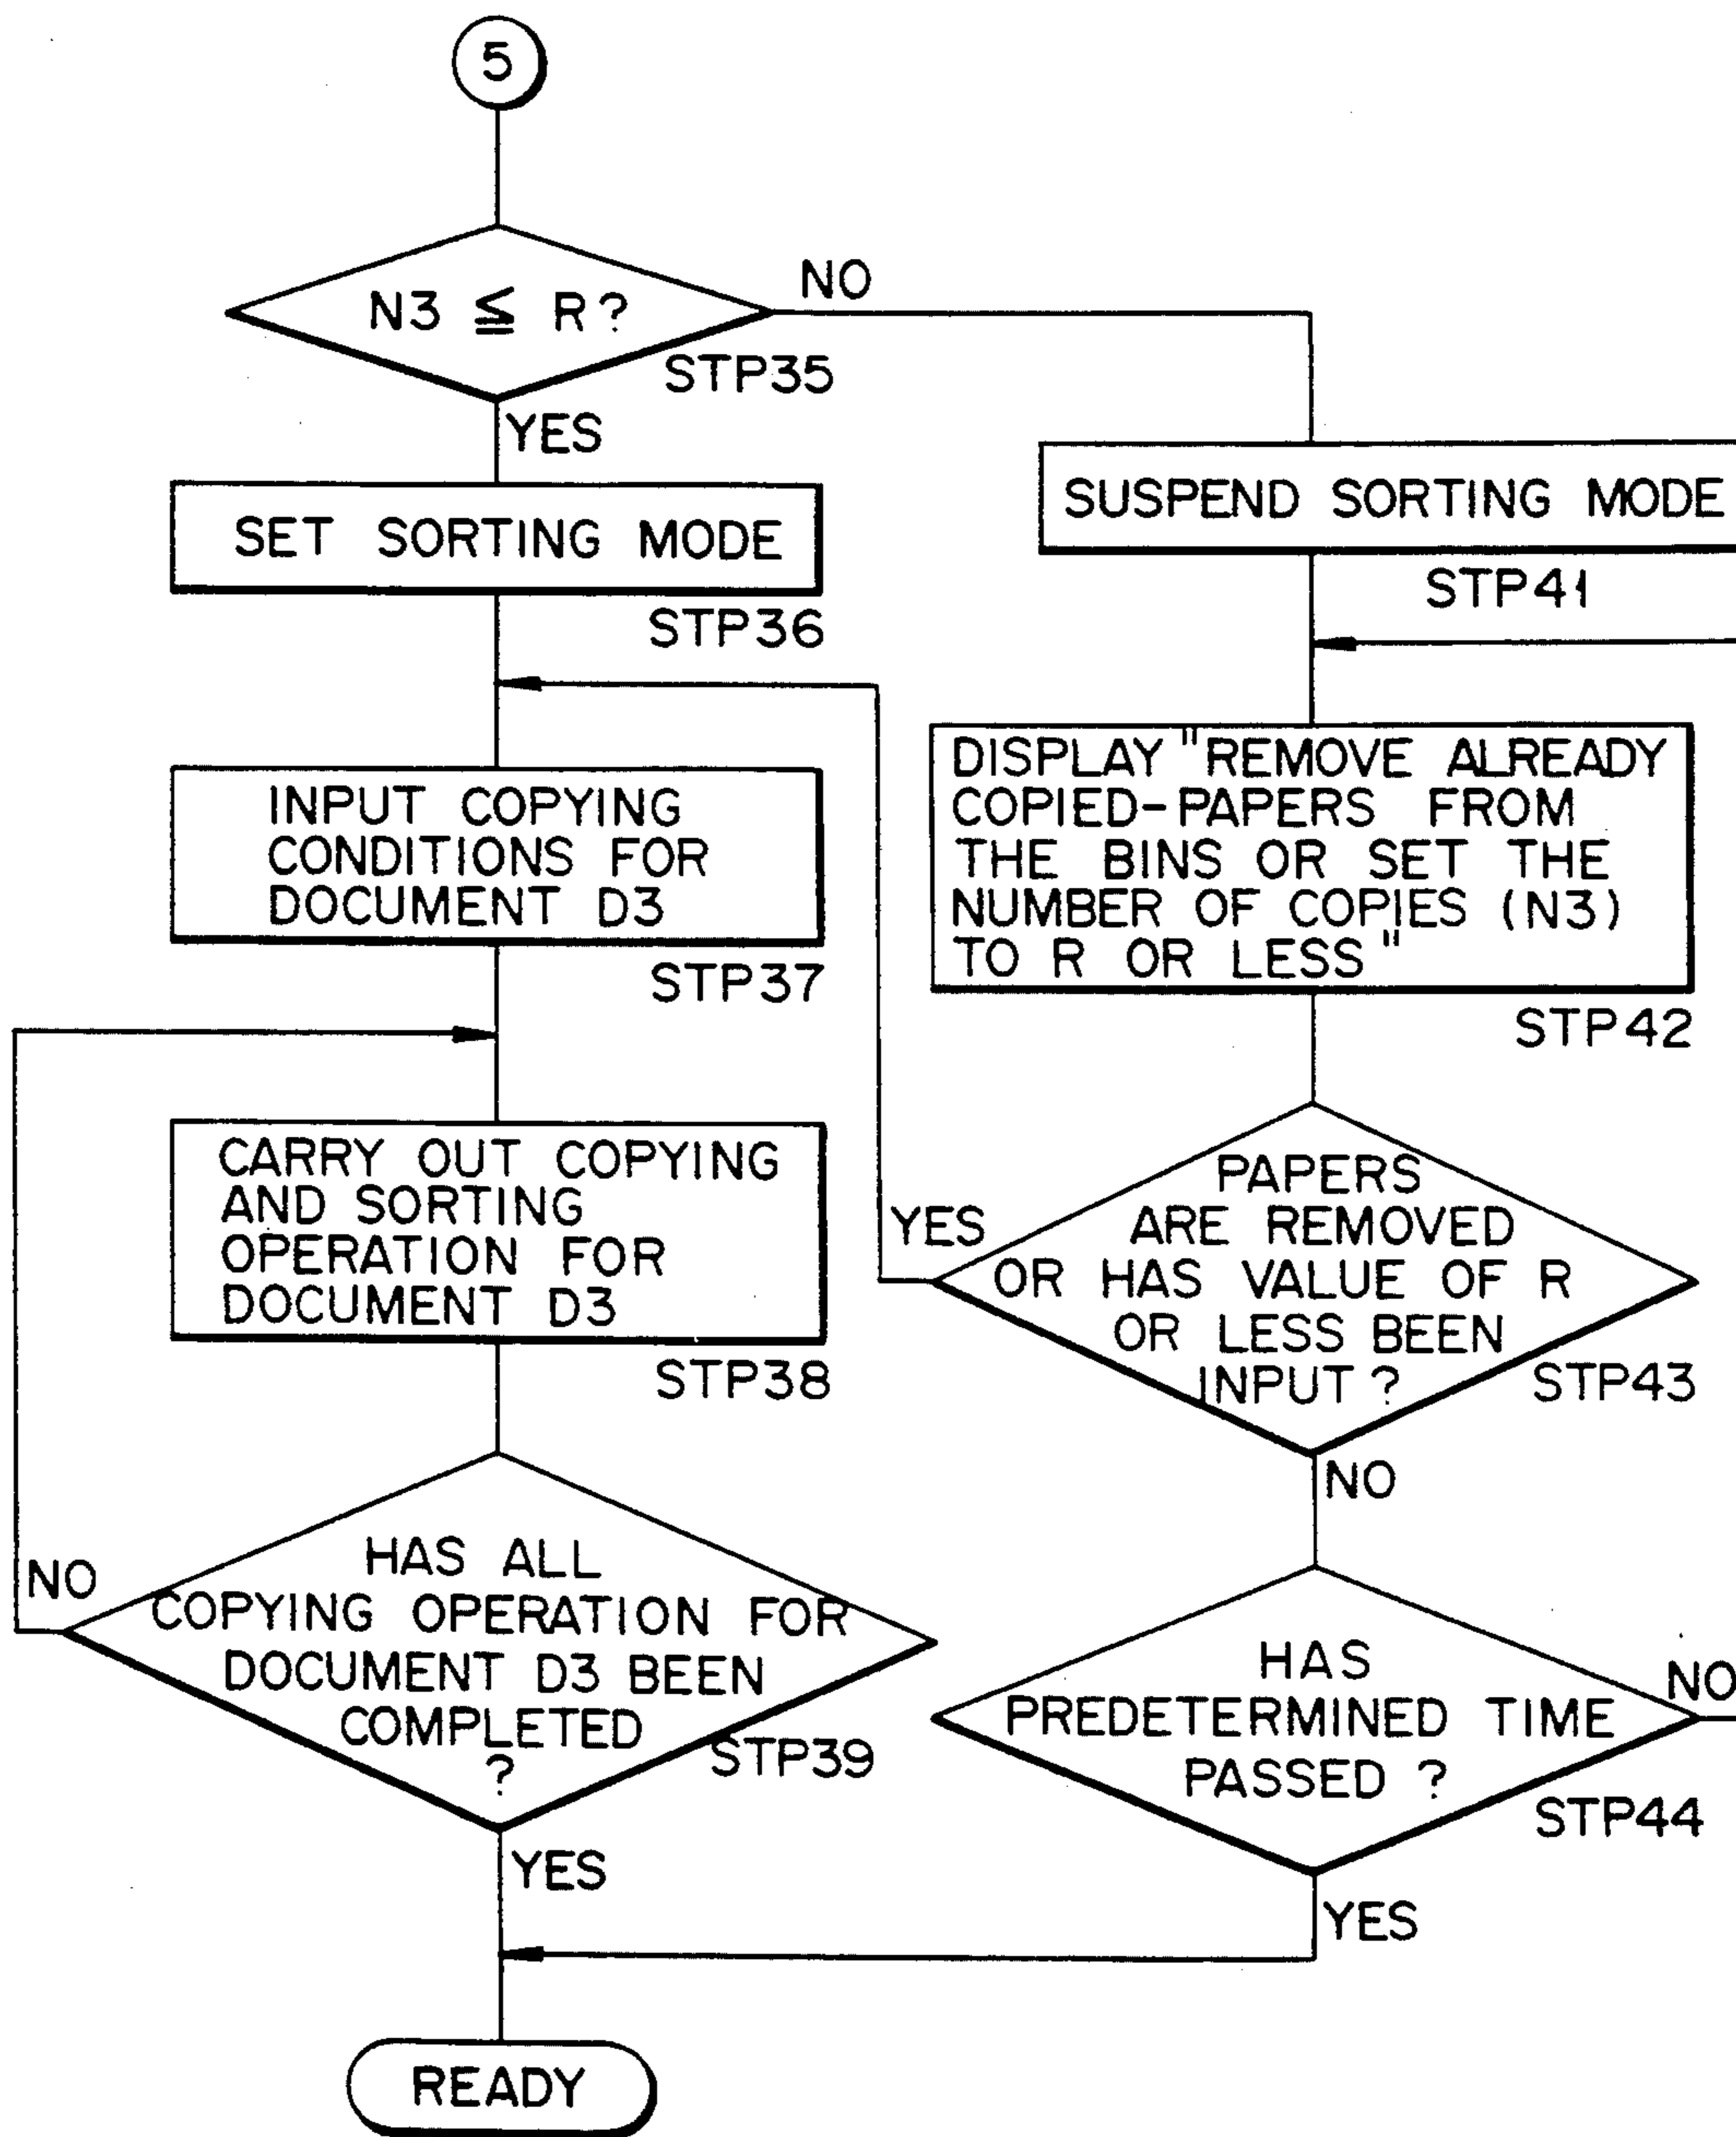 5
N3 ≦ R?
NO
STP35
YES
SET SORTING MODE
STP36
INPUT COPYING
CONDITIONS FOR
DOCUMENT D3
STP37
CARRY OUT COPYING
AND SORTING
OPERATION FOR
DOCUMENT D3
STP38
HAS ALL
COPYING OPERATION FOR
DOCUMENT D3 BEEN
COMPLETED
?
NO
STP39
YES
READY
SUSPEND SORTING MODE
STP41
DISPLAY "REMOVE ALREADY
COPIED-PAPERS FROM
THE BINS OR SET THE
NUMBER OF COPIES (N3)
TO R OR LESS"
STP42
PAPERS
ARE REMOVED
OR HAS VALUE OF R
OR LESS BEEN
INPUT?
YES
STP43
NO
HAS
PREDETERMINED TIME
PASSED ?
NO
STP44
YES